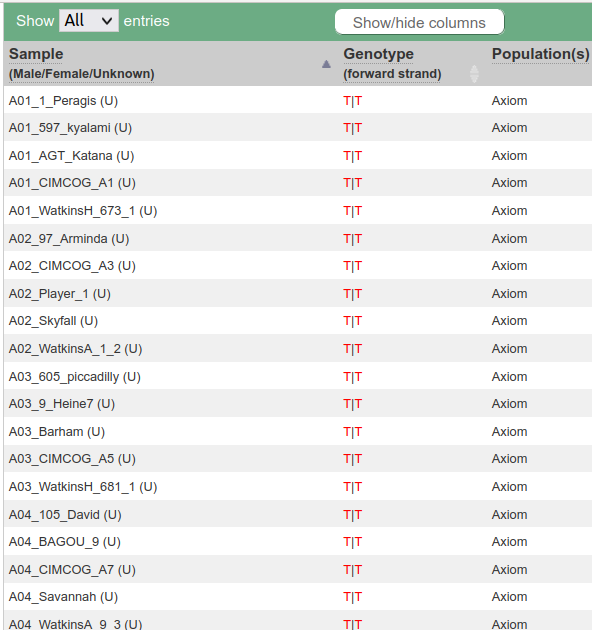 Show All entries Show/hide columns
Sample Genotype Population(s)
(Male/Female/Unknown) (forward strand)
A01_1_Peragis (U) T|T Axiom
A01_597_kyalami (U) T|T Axiom
A01_AGT_Katana (U) T|T Axiom
A01_CIMCOG_A1 (U) T|T Axiom
A01_WatkinsH_673_1 (U) T|T Axiom
A02_97_Arminda (U) T|T Axiom
A02_CIMCOG_A3 (U) T|T Axiom
A02_Player_1 (U) T|T Axiom
A02_Skyfall (U) T|T Axiom
A02_WatkinsA_1_2 (U) T|T Axiom
A03_605_piccadilly (U) T|T Axiom
A03_9_Heine7 (U) T|T Axiom
A03_Barham (U) T|T Axiom
A03_CIMCOG_A5 (U) T|T Axiom
A03_WatkinsH_681_1 (U) T|T Axiom
A04_105_David (U) T|T Axiom
A04_BAGOU_9 (U) T|T Axiom
A04_CIMCOG_A7 (U) T|T Axiom
A04_Savannah (U) T|T Axiom
A04_WatkinsA_9_3 (U) T|T Axiom